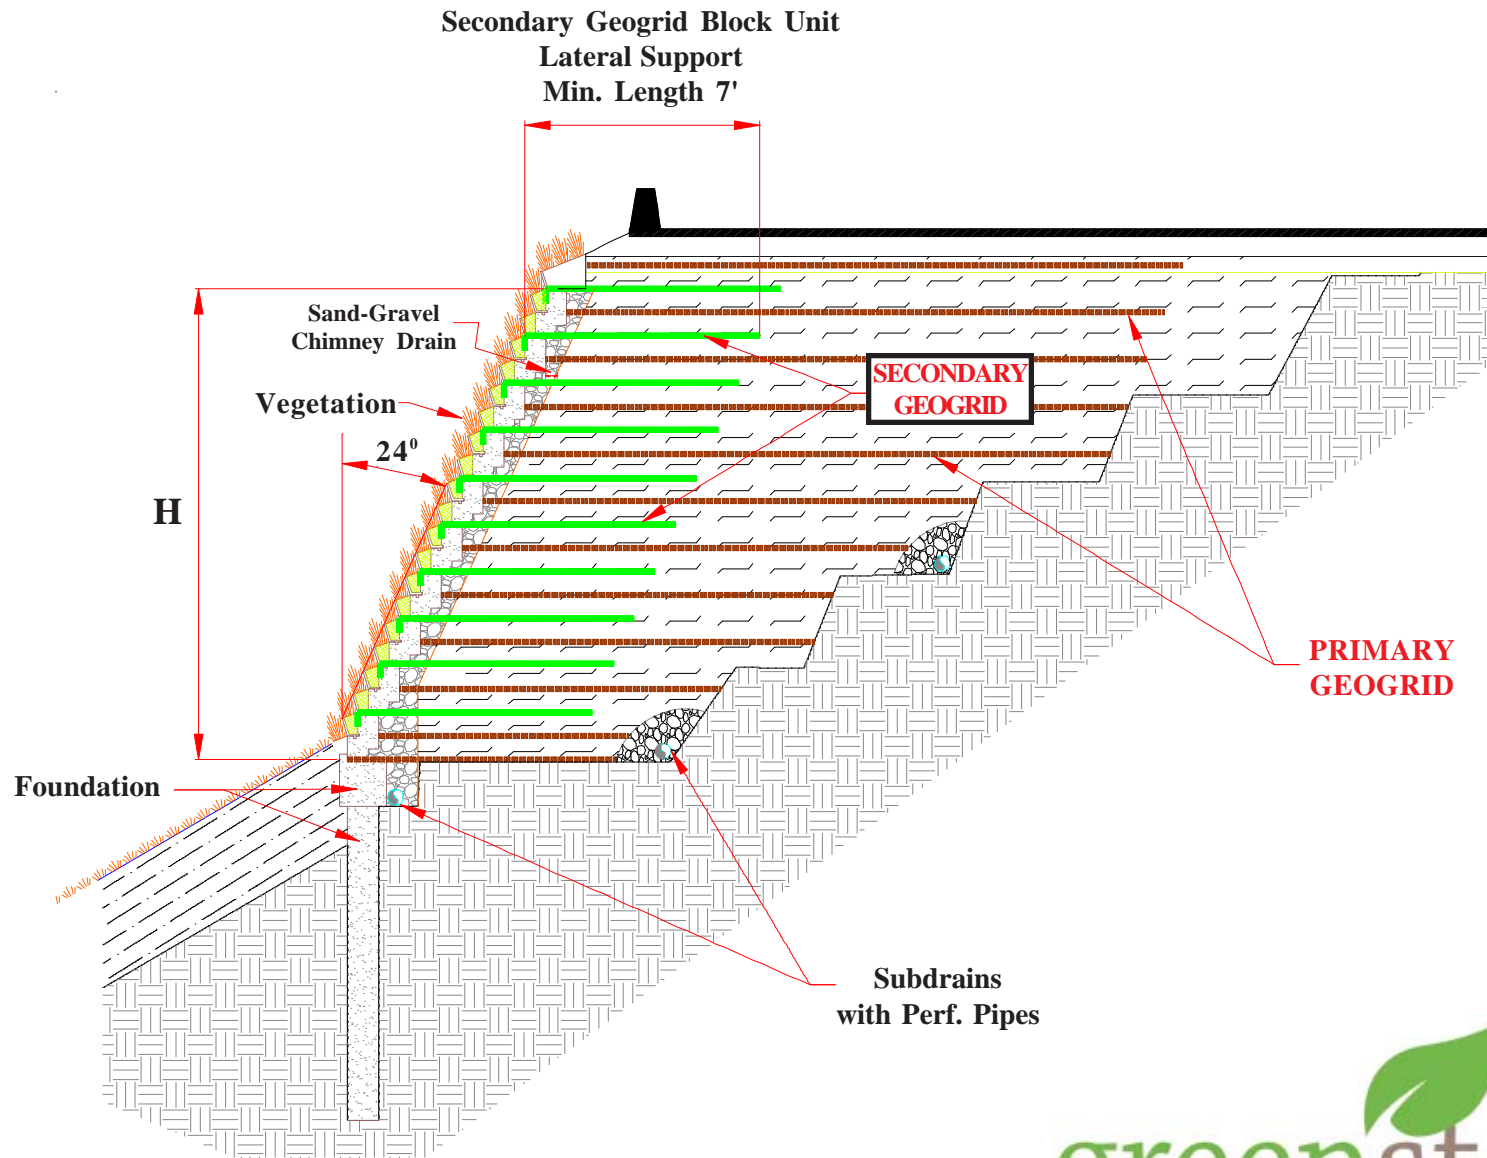 Secondary Geogrid Block Unit
Lateral Support
Min. Length 7'
Sand-Gravel
Chimney Drain
SECONDARY
GEOGRID
Vegetation
24⁰
H
PRIMARY
GEOGRID
Foundation
Subdrains
with Perf. Pipes